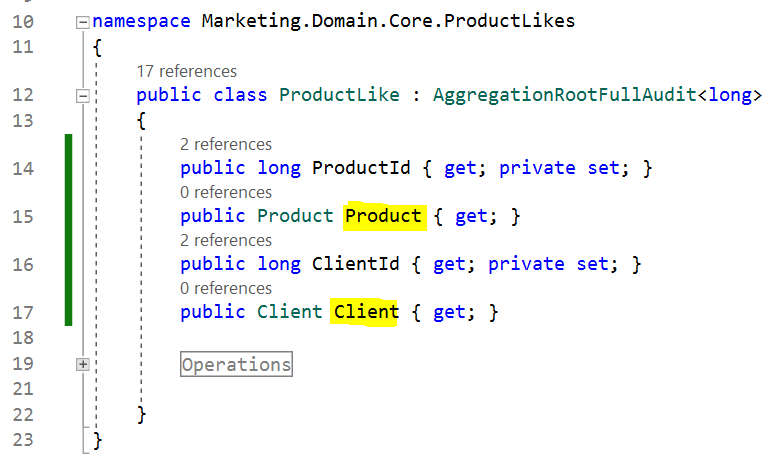 10 namespace Marketing.Domain.Core.ProductLikes
11 {
17 references
12 public class ProductLike : AggregationRootFullAudit<long>
13 {
2 references
14 public long ProductId { get; private set; }
0 references
15 public Product Product { get; }
2 references
16 public long ClientId { get; private set; }
0 references
17 public Client Client { get; }
18
19 Operations
21
22 }
23 }